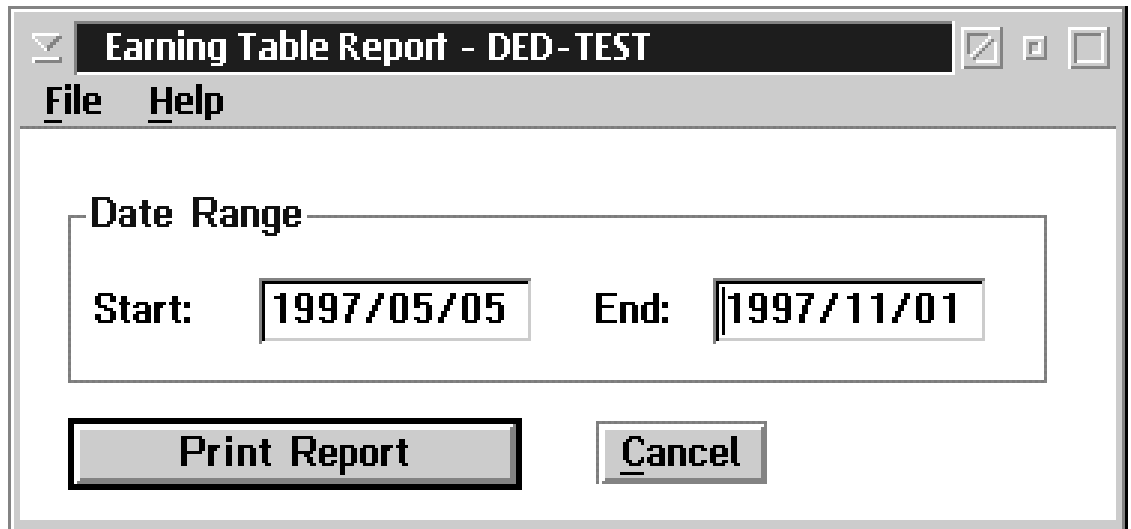 Earning Table Report - DED-TEST
File Help
Date Range
Start: 1997/05/05 End: 1997/11/01
Print Report Cancel